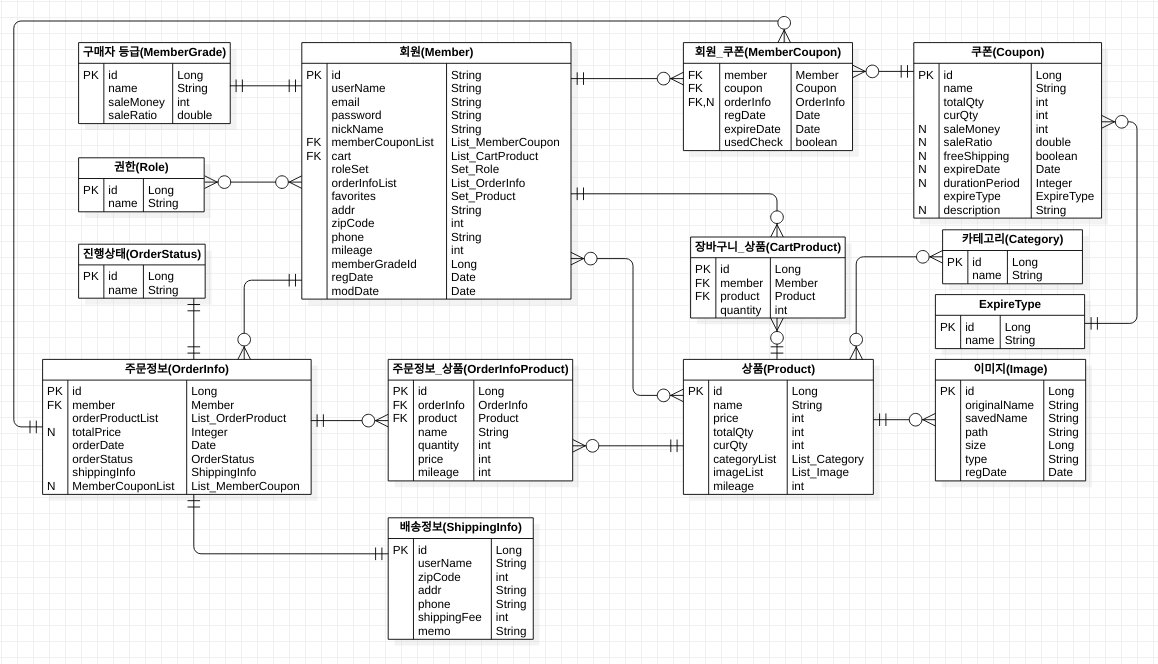 구매자 등급(MemberGrade)
PK id Long
name String
saleMoney int
saleRatio double
회원(Member)
PK id String
userName String
email String
password String
nickName String
FK memberCouponList List_MemberCoupon
FK cart List_CartProduct
roleSet Set_Role
orderInfoList List_OrderInfo
favorites Set_Product
addr String
zipCode int
phone String
mileage int
memberGradeId Long
regDate Date
modDate Date
회원_쿠폰(MemberCoupon)
FK member Member
FK coupon Coupon
FK,N orderInfo OrderInfo
regDate Date
expireDate Date
usedCheck boolean
쿠폰(Coupon)
PK id Long
name String
totalQty int
curQty int
N saleMoney int
N saleRatio double
N freeShipping boolean
N expireDate Date
N durationPeriod Integer
expireType ExpireType
N description String
권한(Role)
PK id Long
name String
진행상태(OrderStatus)
PK id Long
name String
장바구니_상품(CartProduct)
PK id Long
FK member Member
FK product Product
quantity int
카테고리(Category)
PK id Long
name String
ExpireType
PK id Long
name String
주문정보(OrderInfo)
PK id Long
FK member Member
orderProductList List_OrderProduct
N totalPrice Integer
orderDate Date
orderStatus OrderStatus
shippingInfo ShippingInfo
N MemberCouponList List_MemberCoupon
주문정보_상품(OrderInfoProduct)
PK id Long
FK orderInfo OrderInfo
FK product Product
name String
quantity int
price int
mileage int
상품(Product)
PK id Long
name String
price int
totalQty int
curQty int
categoryList List_Category
imageList List_Image
mileage int
이미지(Image)
PK id Long
originalName String
savedName String
path String
size Long
type String
regDate Date
배송정보(ShippingInfo)
PK id Long
userName String
zipCode int
addr String
phone String
shippingFee int
memo String